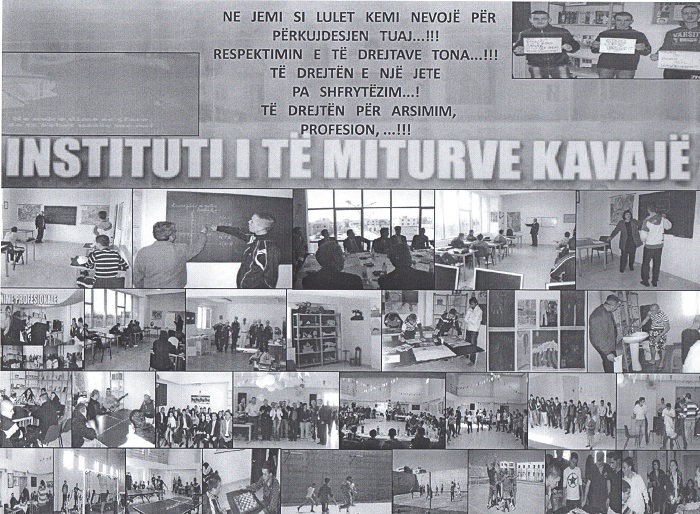 NE JEMI SI LULET KEMI NEVOJË PËR
PËRKUJDESJEN TUAJ...!!!
RESPEKTIMIN E TË DREJTAVE TONA...!!!
TË DREJTËN E NJË JETE
PA SHFRYTËZIM...!
TË DREJTËN PËR ARSIMIM,
PROFESION, ...!!!
INSTITUTI I TË MITURVE KAVAJË